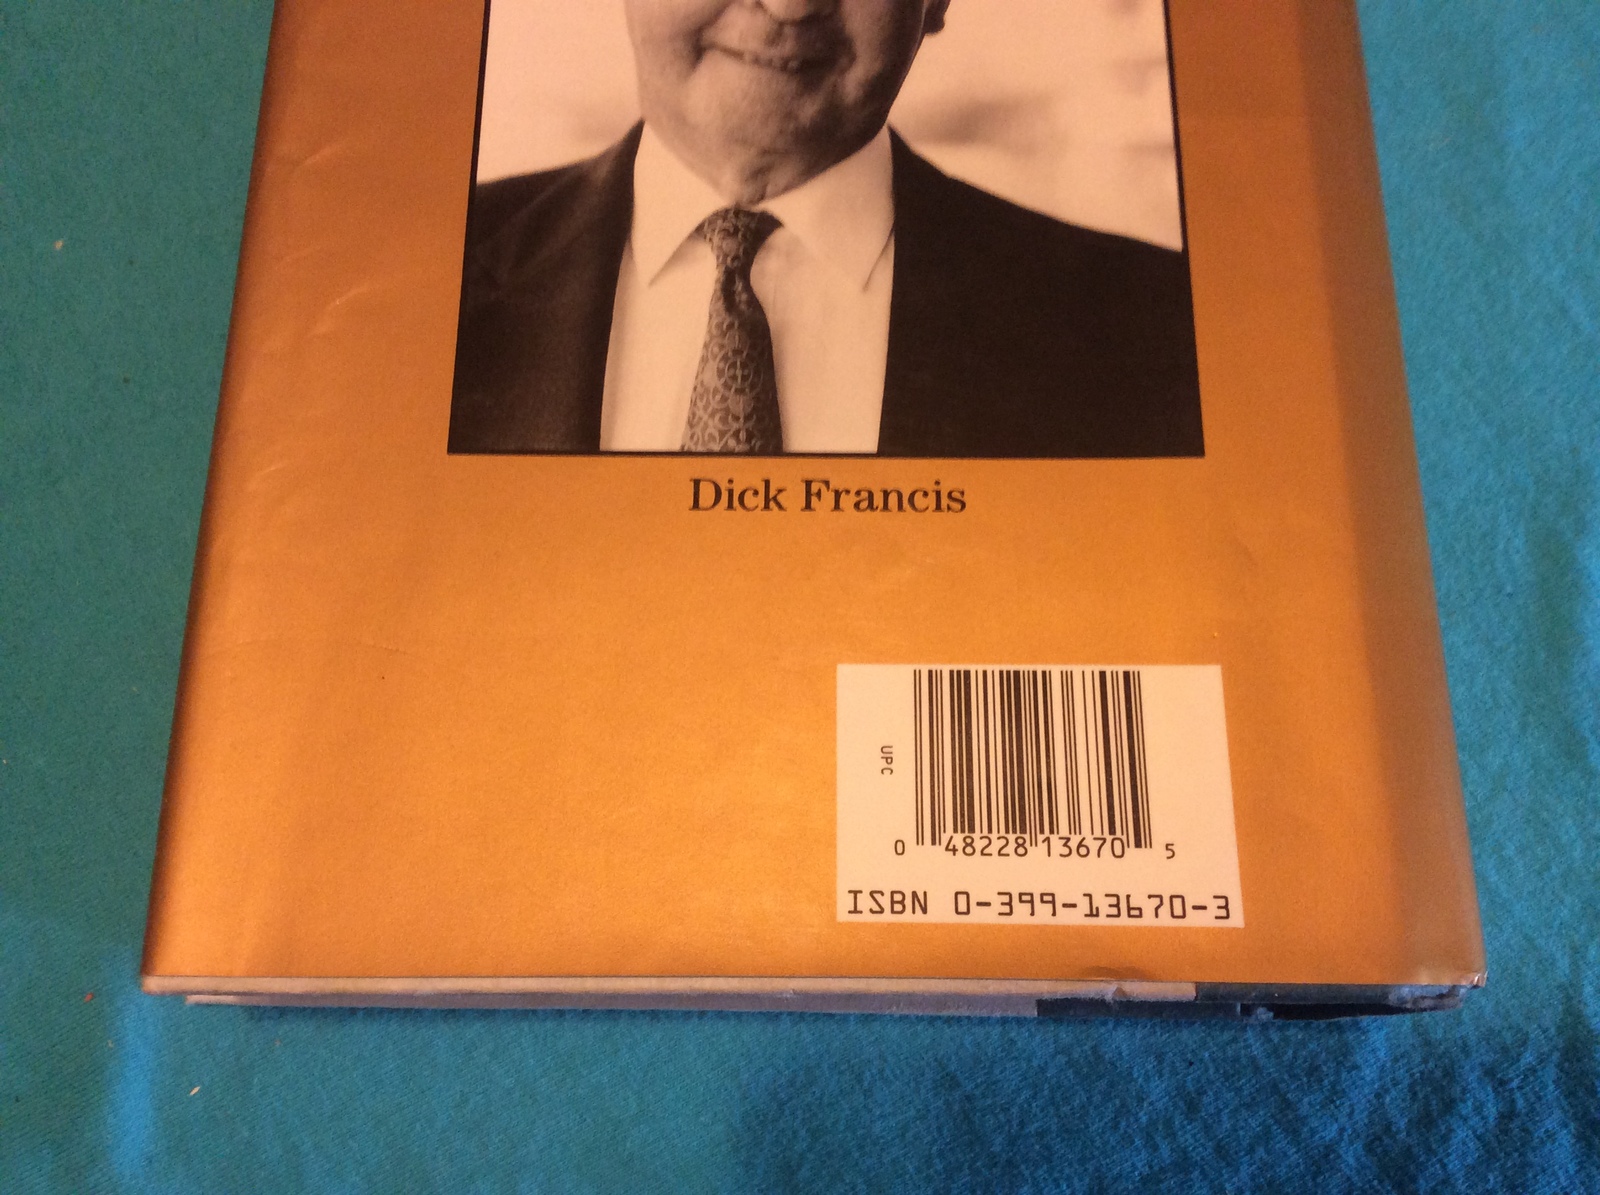 Dick Francis
UPC
0 48228 13670 5
ISBN 0-399-13670-3